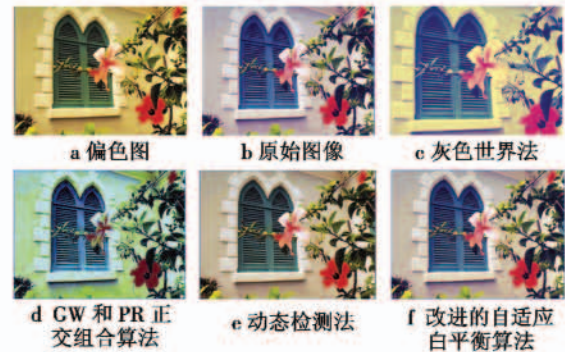 a 偏色图
b 原始图像
c 灰色世界法
d GW 和 PR 正
交组合算法
e 动态检测法
f 改进的自适应
白平衡算法